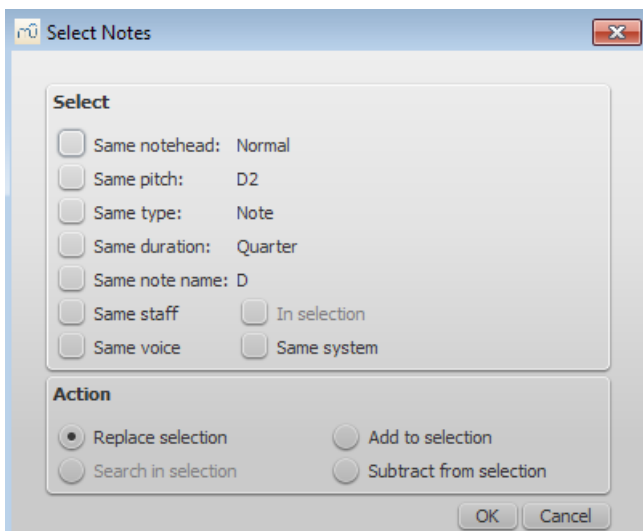 Select Notes
Select
Same notehead: Normal
Same pitch: D2
Same type: Note
Same duration: Quarter
Same note name: D
Same staff In selection
Same voice Same system
Action
Replace selection Add to selection
Search in selection Subtract from selection
OK Cancel